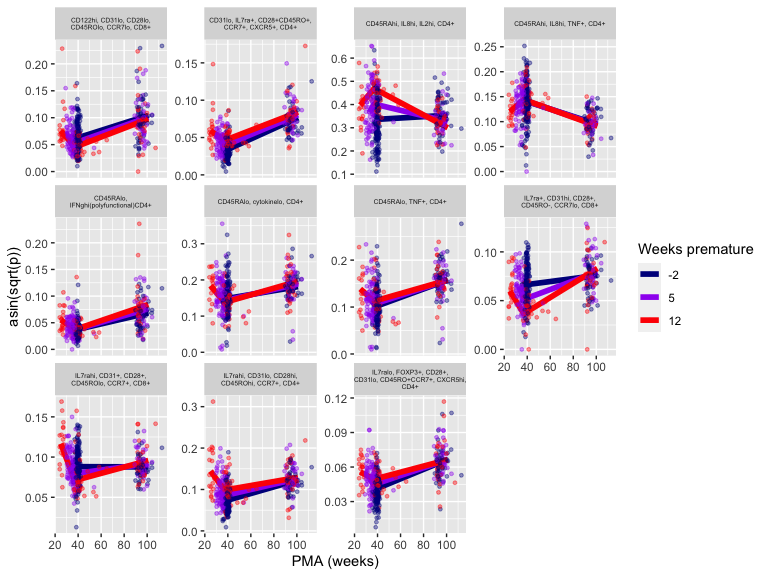 CD122hi, CD31lo, CD28lo,
CD45ROlo, CCR7lo, CD8+
CD31lo, IL7ra+, CD28+CD45RO+,
CCR7+, CXCR5+, CD4+
CD45RAhi, IL8hi, IL2hi, CD4+
CD45RAhi, IL8hi, TNF+, CD4+
0.20
0.15
0.10
0.05
0.00
0.15
0.10
0.05
0.00
0.6
0.5
0.4
0.3
0.2
0.1
0.25
0.20
0.15
0.10
0.05
0.00
CD45RAlo,
IFNghi(polyfunctional)CD4+
CD45RAlo, cytokinelo, CD4+
CD45RAlo, TNF+, CD4+
IL7ra+, CD31hi, CD28+,
CD45RO-, CCR7lo, CD8+
0.20
0.15
0.10
0.05
0.00
0.3
0.2
0.1
0.0
0.2
0.1
0.0
0.10
0.05
0.00
20 40 60 80 100
asin(sqrt(p))
Weeks premature
-2
5
12
IL7rahi, CD31+, CD28+,
CD45ROlo, CCR7+, CD8+
IL7rahi, CD31lo, CD28hi,
CD45ROhi, CCR7+, CD4+
IL7ralo, FOXP3+, CD28+,
CD31lo, CD45RO+CCR7+, CXCR5hi,
CD4+
0.15
0.10
0.05
0.3
0.2
0.1
0.0
0.12
0.09
0.06
0.03
20 40 60 80 100
20 40 60 80 100
20 40 60 80 100
PMA (weeks)